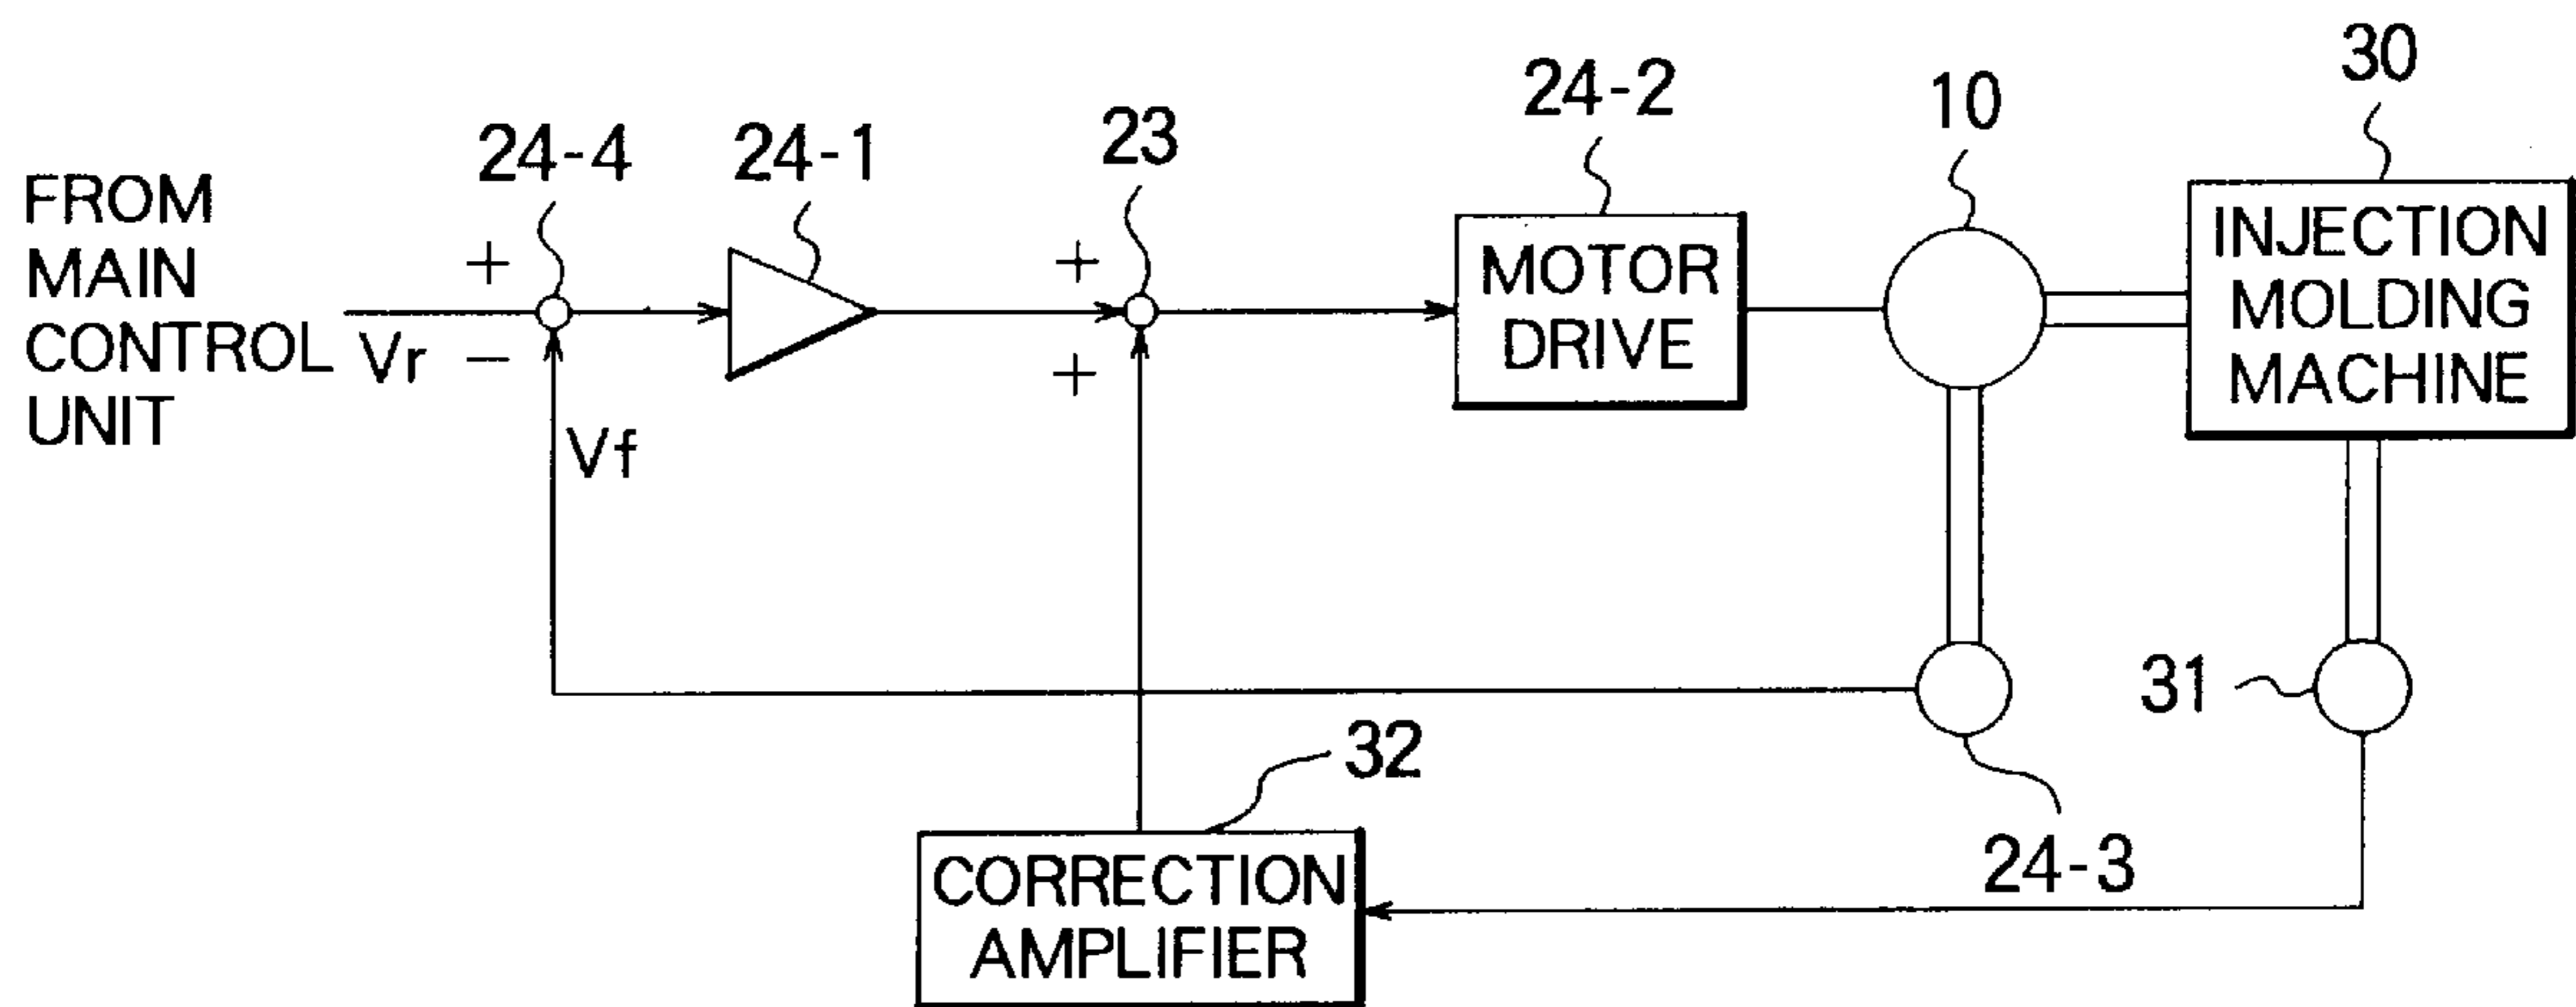 30
24-2
10
23
24-4
24-1
FROM
MAIN
CONTROL
UNIT
+
Vr
−
Vf
+
+
MOTOR
DRIVE
INJECTION
MOLDING
MACHINE
31
32
24-3
CORRECTION
AMPLIFIER